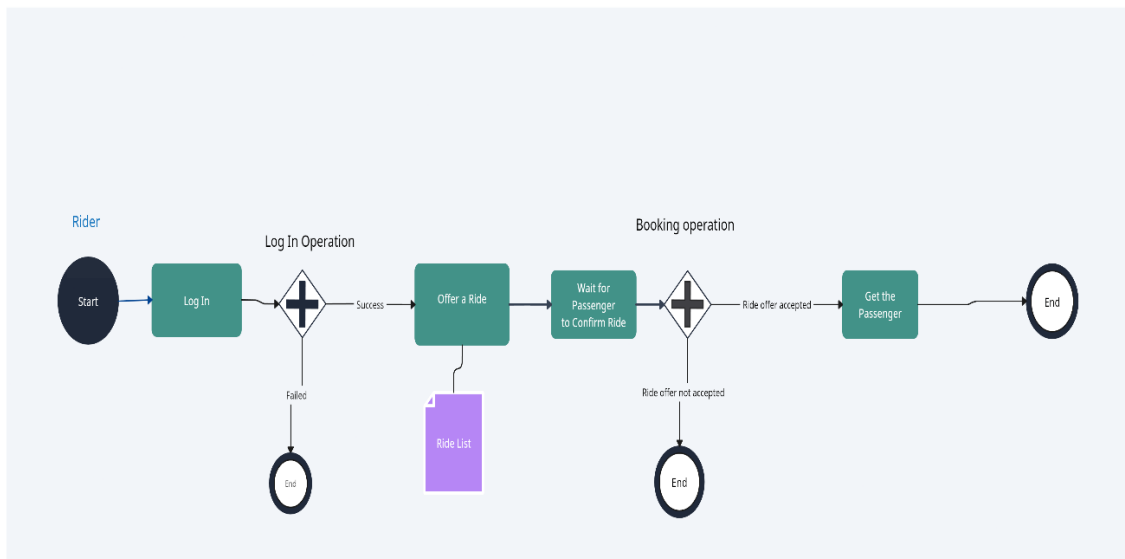 Rider
Start
Log In
Log In Operation
Success
Failed
End
Offer a Ride
Ride List
Wait for
Passenger
to Confirm Ride
Booking operation
Ride offer accepted
Ride offer not accepted
End
Get the
Passenger
End